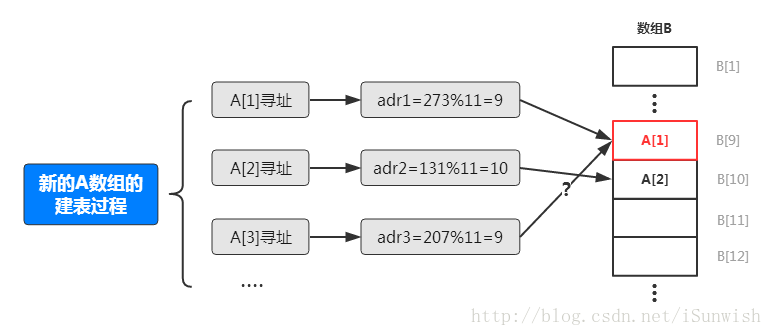 数组B
B[1]
A[1]寻址
adr1=273%11=9
A[1]
B[9]
A[2]寻址
adr2=131%11=10
A[2]
B[10]
新的A数组的
建表过程
?
A[3]寻址
adr3=207%11=9
B[11]
B[12]
....
http://blog.csdn.net/iSunwish